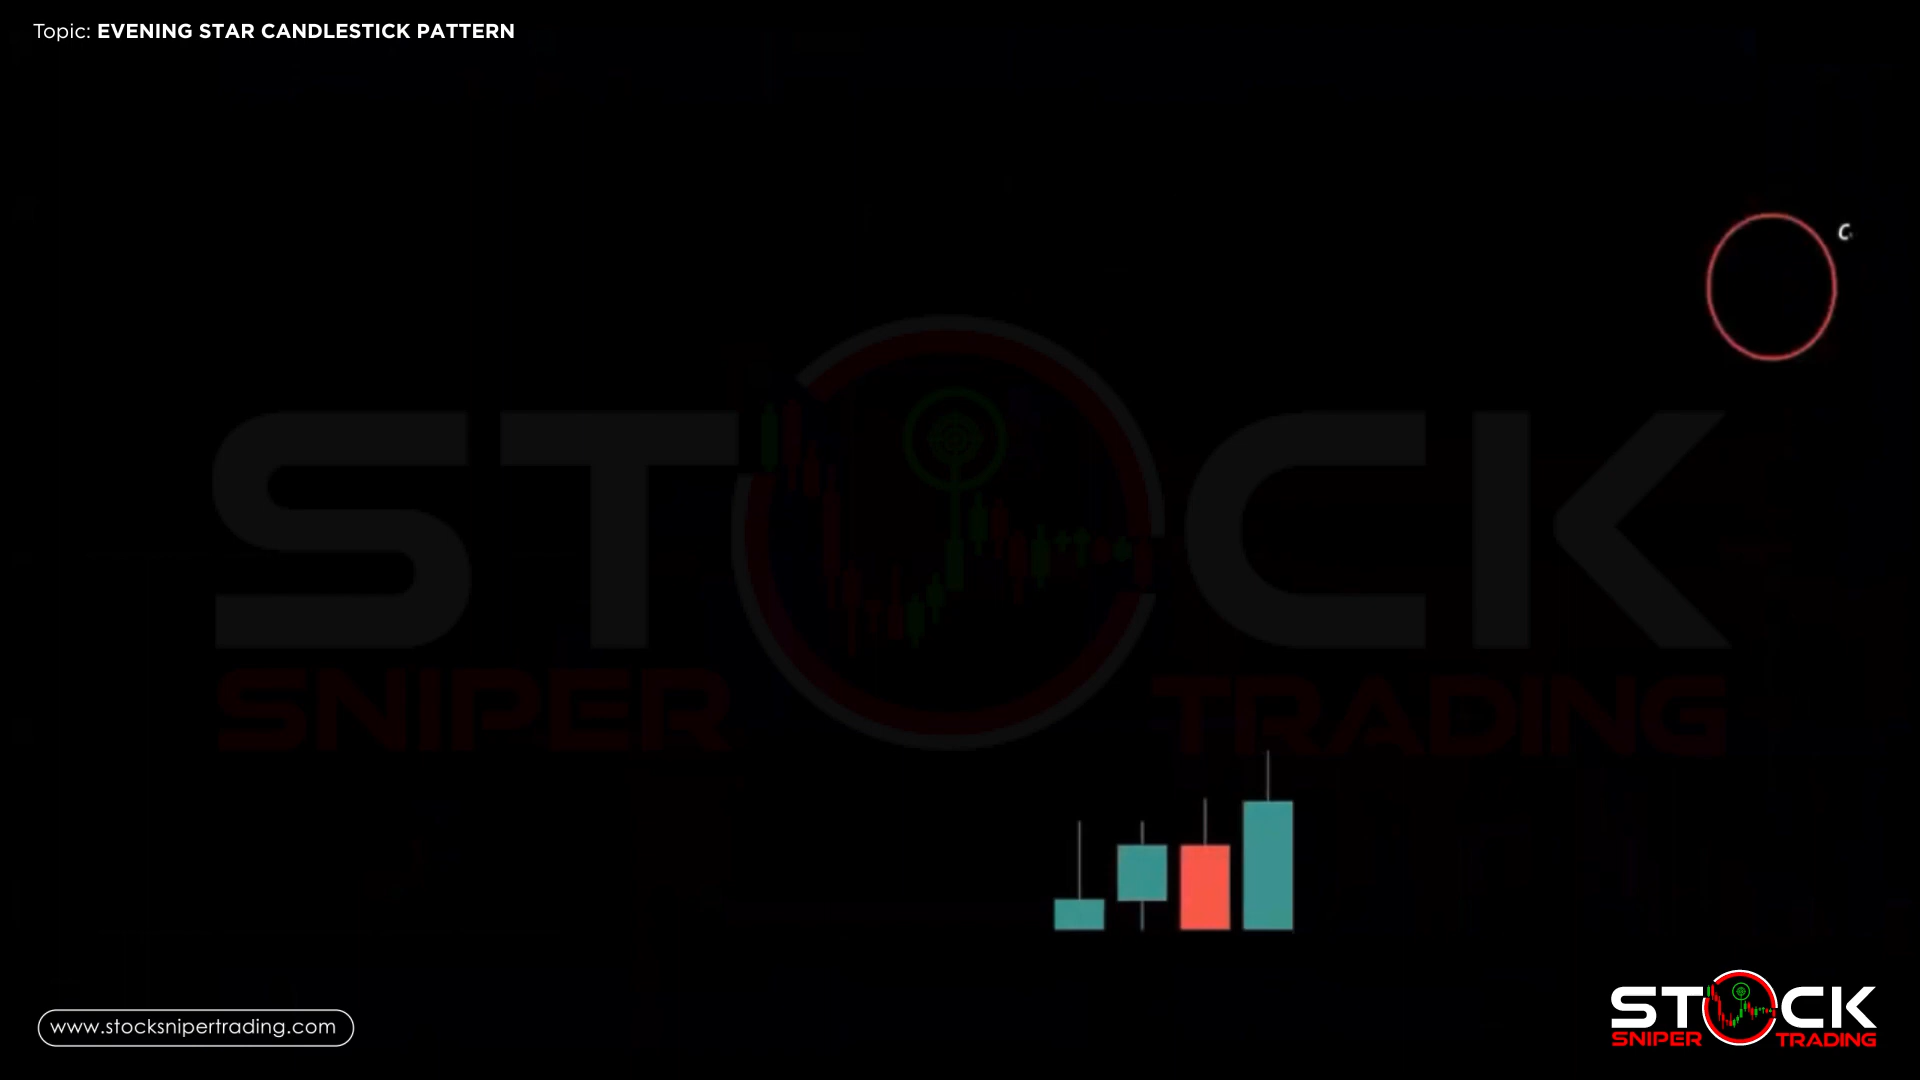 Topic: EVENING STAR CANDLESTICK PATTERN
C
STOCK
SNIPER TRADING
www.stocksnipertrading.com
STOCK
SNIPER TRADING